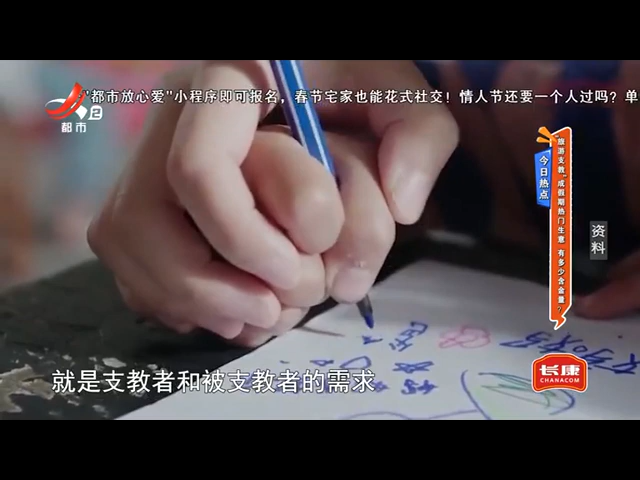 "都市放心爱"小程序即可报名，春节宅家也能花式社交！情人节还要一个人过吗？单
2
都市
今日热点
"旅游支教"成假期热门生意 有多少含金量？
资料
长康
CHANACOM
就是支教者和被支教者的需求